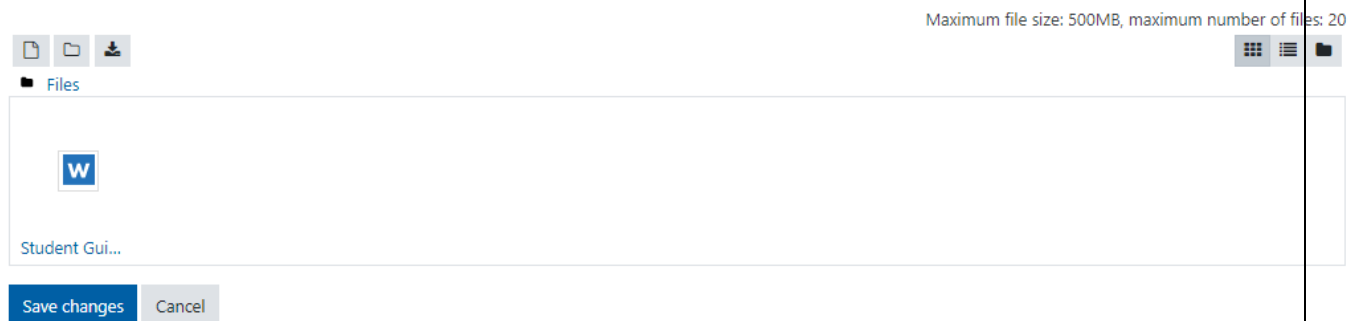 Maximum file size: 500MB, maximum number of files: 20
Files
W
Student Gui...
Save changes Cancel